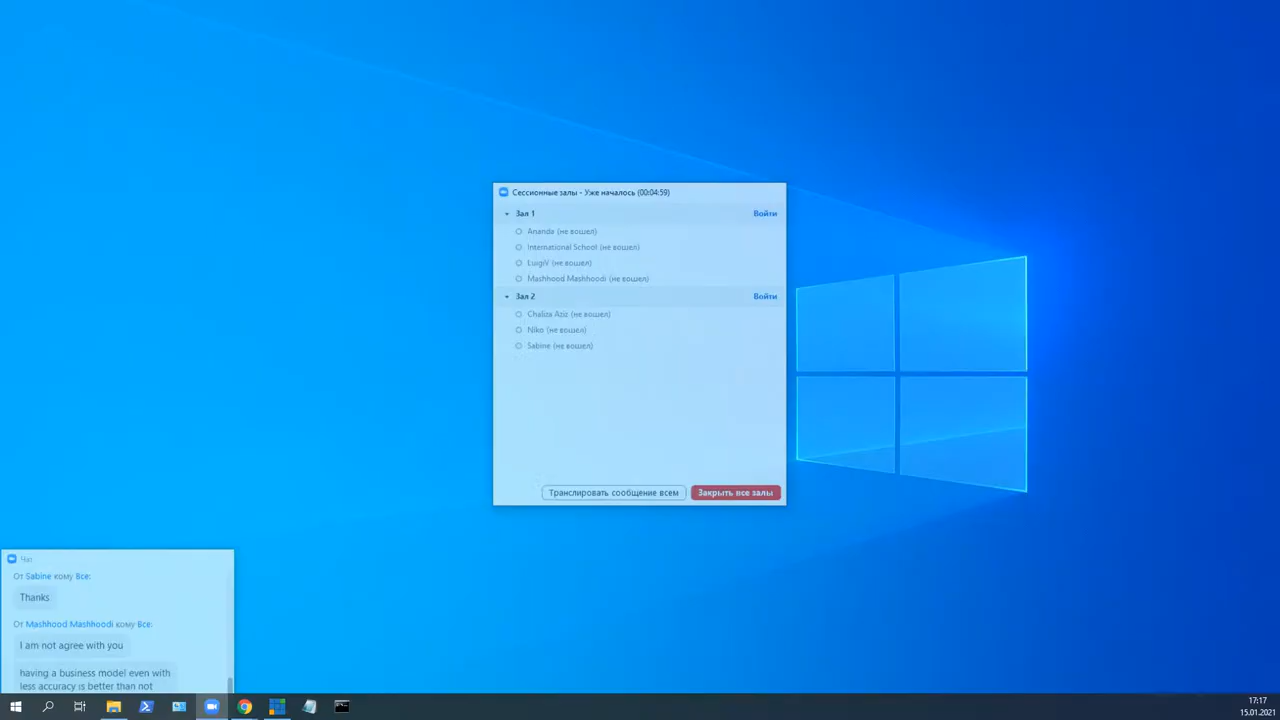 Сессионные залы - Уже началось (00:04:59)
Зал 1 Войти
Ananda (не вошел)
International School (не вошел)
LuigiV (не вошел)
Mashhood Mashhoodi (не вошел)
Зал 2 Войти
Chaliza Aziz (не вошел)
Niko (не вошел)
Sabine (не вошел)
Транслировать сообщение всем Закрыть все залы
Чат
От Sabine кому Все:
Thanks
От Mashhood Mashhoodi кому Все:
I am not agree with you
having a business model even with
less accuracy is better than not
17:17
15.01.2021